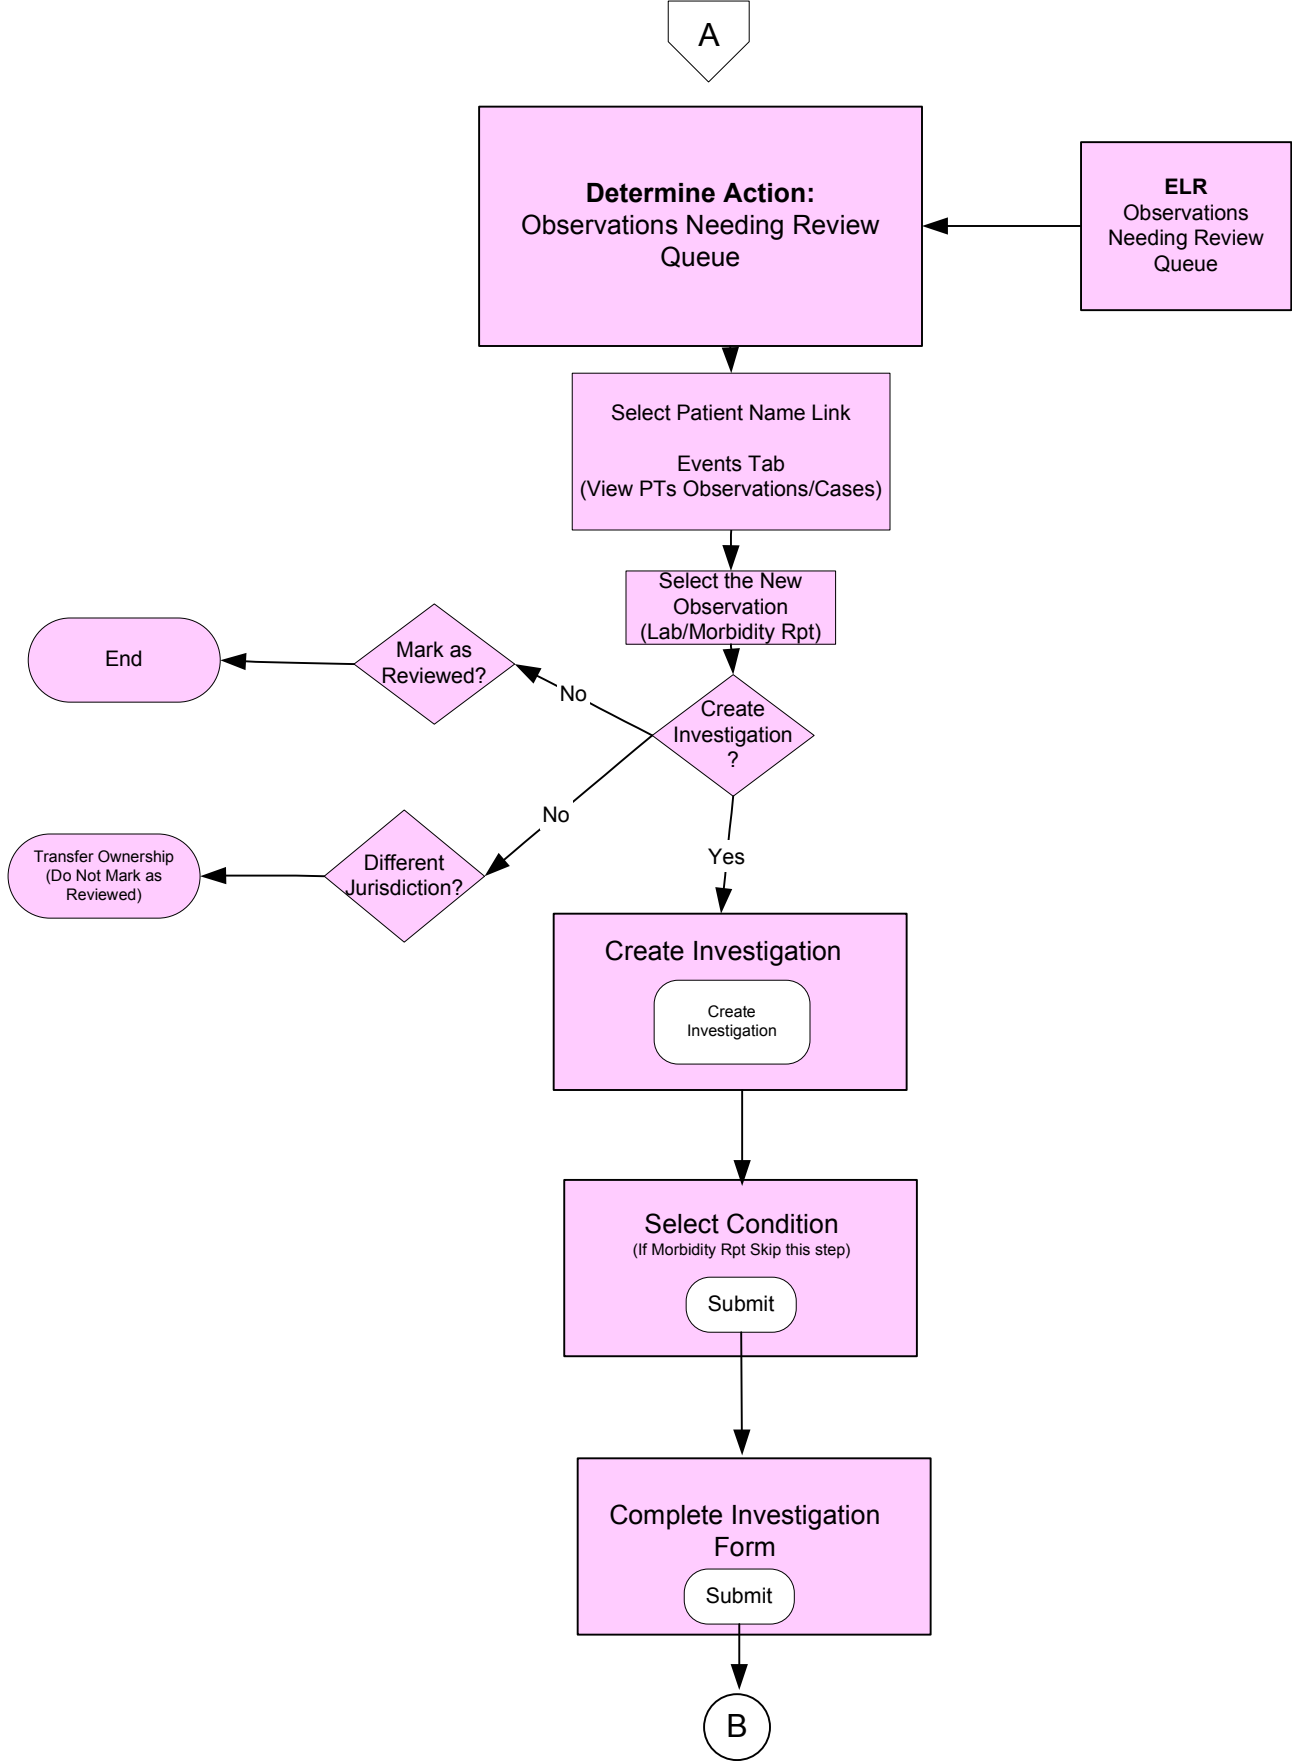 A
Determine Action:
Observations Needing Review
Queue
ELR
Observations
Needing Review
Queue
Select Patient Name Link
Events Tab
(View PTs Observations/Cases)
Select the New
Observation
(Lab/Morbidity Rpt)
End
Mark as
Reviewed?
No
Create
Investigation
?
No
Transfer Ownership
(Do Not Mark as
Reviewed)
Different
Jurisdiction?
Yes
Create Investigation
Create
Investigation
Select Condition
(If Morbidity Rpt Skip this step)
Submit
Complete Investigation
Form
Submit
B